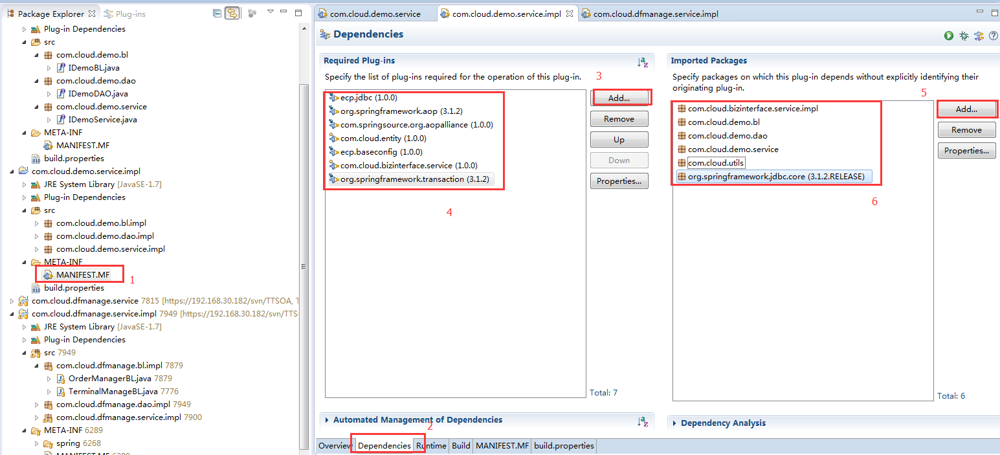 Package Explorer
Plug-ins
Plug-in Dependencies
src
com.cloud.demo.bl
IDemoBL.java
com.cloud.demo.dao
IDemoDAO.java
com.cloud.demo.service
IDemoService.java
META-INF
MANIFEST.MF
build.properties
com.cloud.demo.service.impl
JRE System Library [JavaSE-1.7]
Plug-in Dependencies
src
com.cloud.demo.bl.impl
com.cloud.demo.dao.impl
com.cloud.demo.service.impl
META-INF
MANIFEST.MF
1
build.properties
com.cloud.dfmanage.service 7815 [https://192.168.30.182/svn/TTSOA, T
com.cloud.dfmanage.service.impl 7949 [https://192.168.30.182/svn/TTSO
JRE System Library [JavaSE-1.7]
Plug-in Dependencies
src 7949
com.cloud.dfmanage.bl.impl 7879
OrderManagerBL.java 7879
TerminalManageBL.java 7776
com.cloud.dfmanage.dao.impl 7949
com.cloud.dfmanage.service.impl 7900
META-INF 6289
spring 6268
MANIFEST.MF 6289
com.cloud.demo.service
com.cloud.demo.service.impl
com.cloud.dfmanage.service.impl
Dependencies
Required Plug-ins
Specify the list of plug-ins required for the operation of this plug-in.
3
ecp.jdbc (1.0.0)
org.springframework.aop (3.1.2)
com.springsource.org.aopalliance (1.0.0)
com.cloud.entity (1.0.0)
ecp.baseconfig (1.0.0)
com.cloud.bizinterface.service (1.0.0)
org.springframework.transaction (3.1.2)
4
Add...
Remove
Up
Down
Properties...
Total: 7
Imported Packages
Specify packages on which this plug-in depends without explicitly identifying their
originating plug-in.
5
com.cloud.bizinterface.service.impl
com.cloud.demo.bl
com.cloud.demo.dao
com.cloud.demo.service
com.cloud.utils
org.springframework.jdbc.core (3.1.2.RELEASE)
6
Add...
Remove
Properties...
Total: 6
Automated Management of Dependencies
2
Dependency Analysis
Overview
Dependencies
Runtime
Build
MANIFEST.MF
build.properties